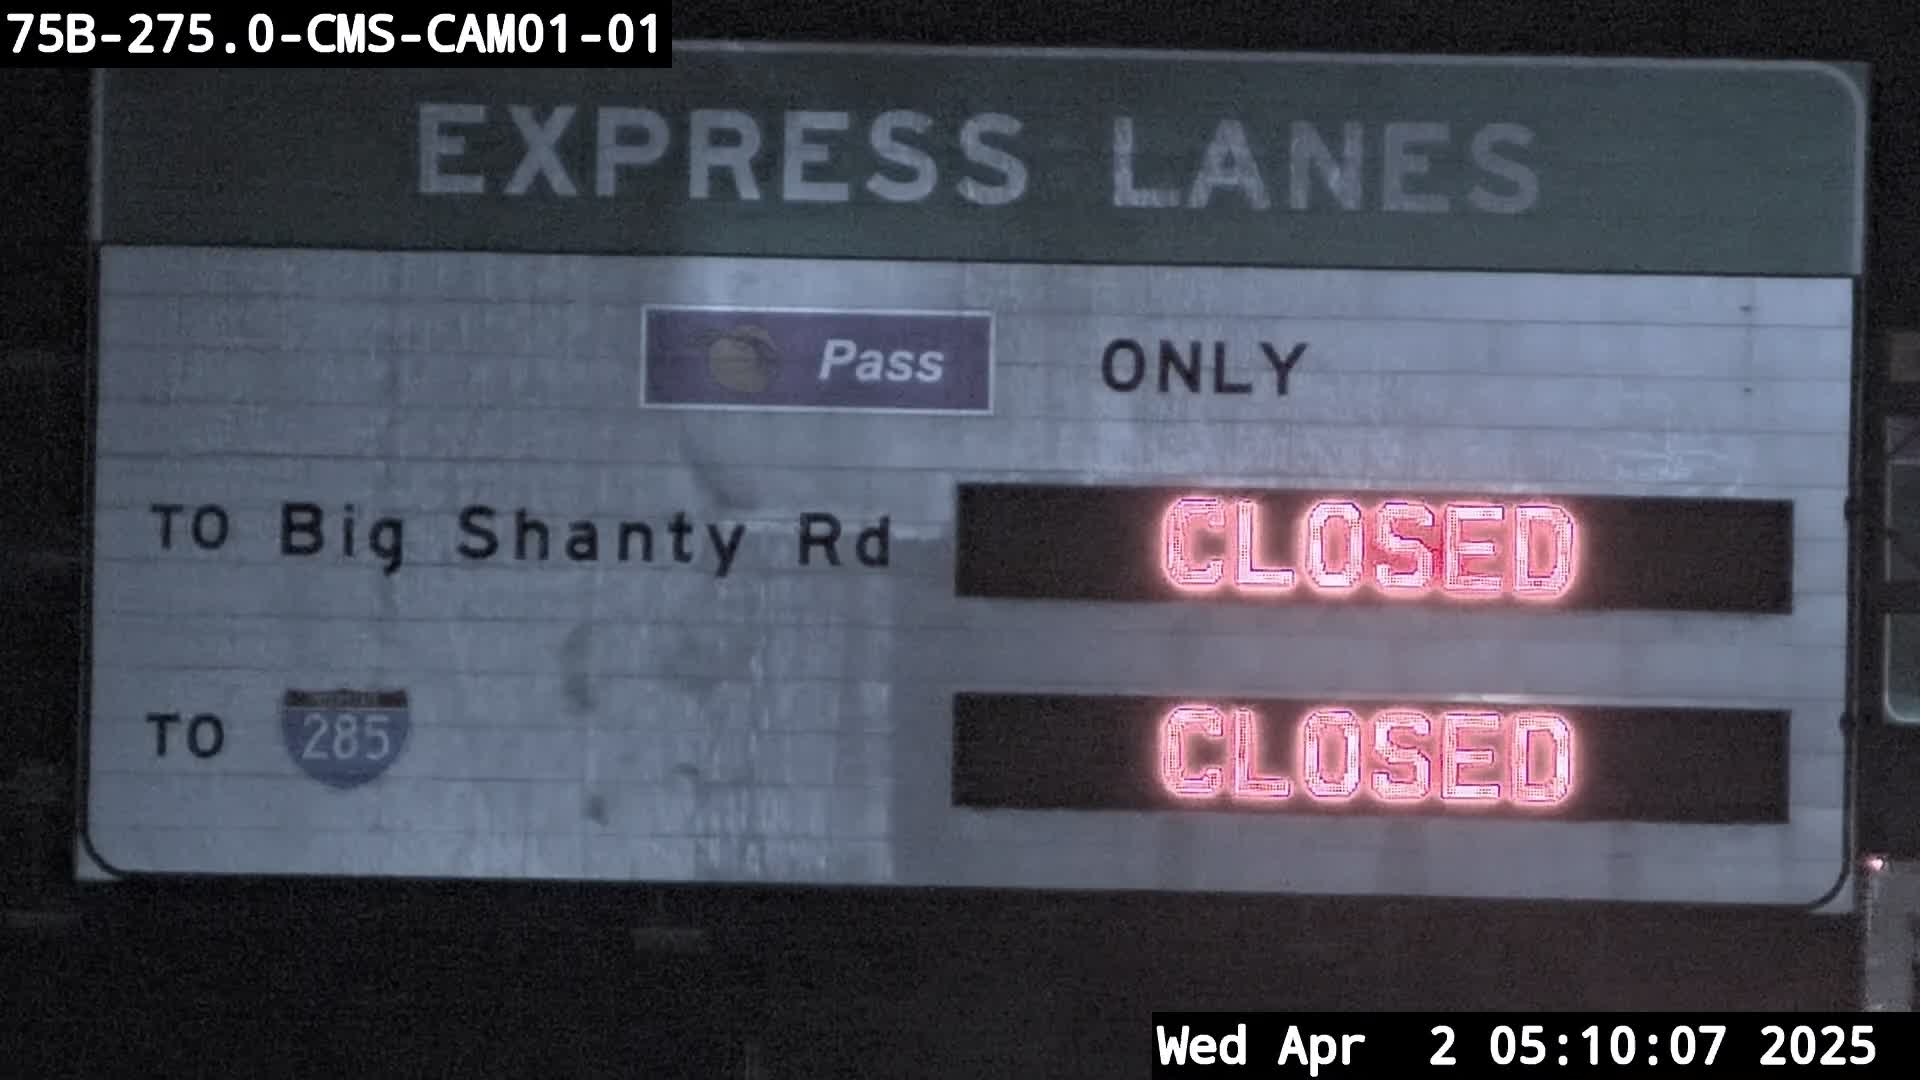 75B-275.0-CMS-CAM01-01
EXPRESS LANES
Pass ONLY
TO Big Shanty Rd CLOSED
TO 285 CLOSED
Wed Apr 2 05:10:07 2025